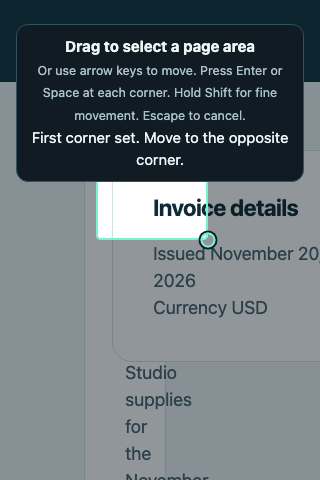 Drag to select a page area
Or use arrow keys to move. Press Enter or
Space at each corner. Hold Shift for fine
movement. Escape to cancel.
First corner set. Move to the opposite
corner.
Invoice details
Issued November 20,
2026
Currency USD
Studio
supplies
for
the
November